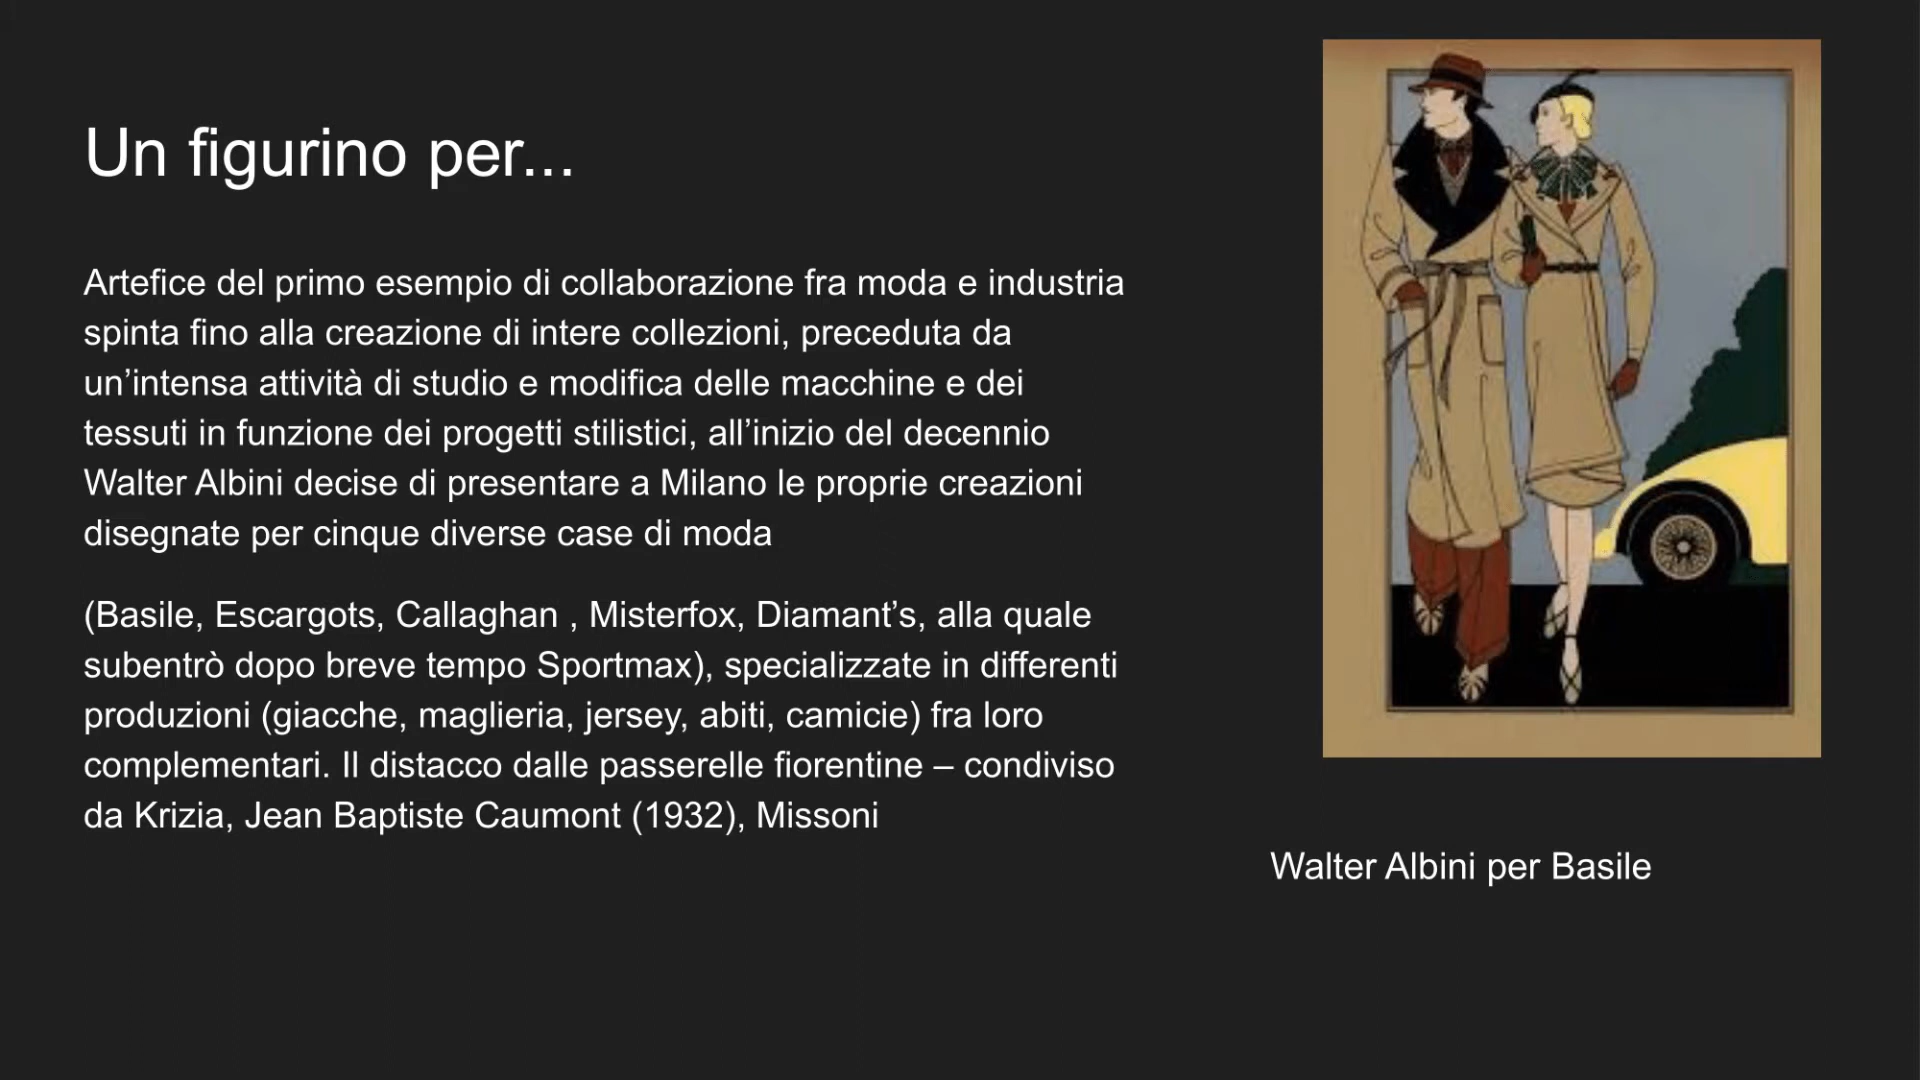 Un figurino per...
Artefice del primo esempio di collaborazione fra moda e industria
spinta fino alla creazione di intere collezioni, preceduta da
un’intensa attività di studio e modifica delle macchine e dei
tessuti in funzione dei progetti stilistici, all’inizio del decennio
Walter Albini decise di presentare a Milano le proprie creazioni
disegnate per cinque diverse case di moda
(Basile, Escargots, Callaghan , Misterfox, Diamant’s, alla quale
subentrò dopo breve tempo Sportmax), specializzate in differenti
produzioni (giacche, maglieria, jersey, abiti, camicie) fra loro
complementari. Il distacco dalle passerelle fiorentine – condiviso
da Krizia, Jean Baptiste Caumont (1932), Missoni
Walter Albini per Basile